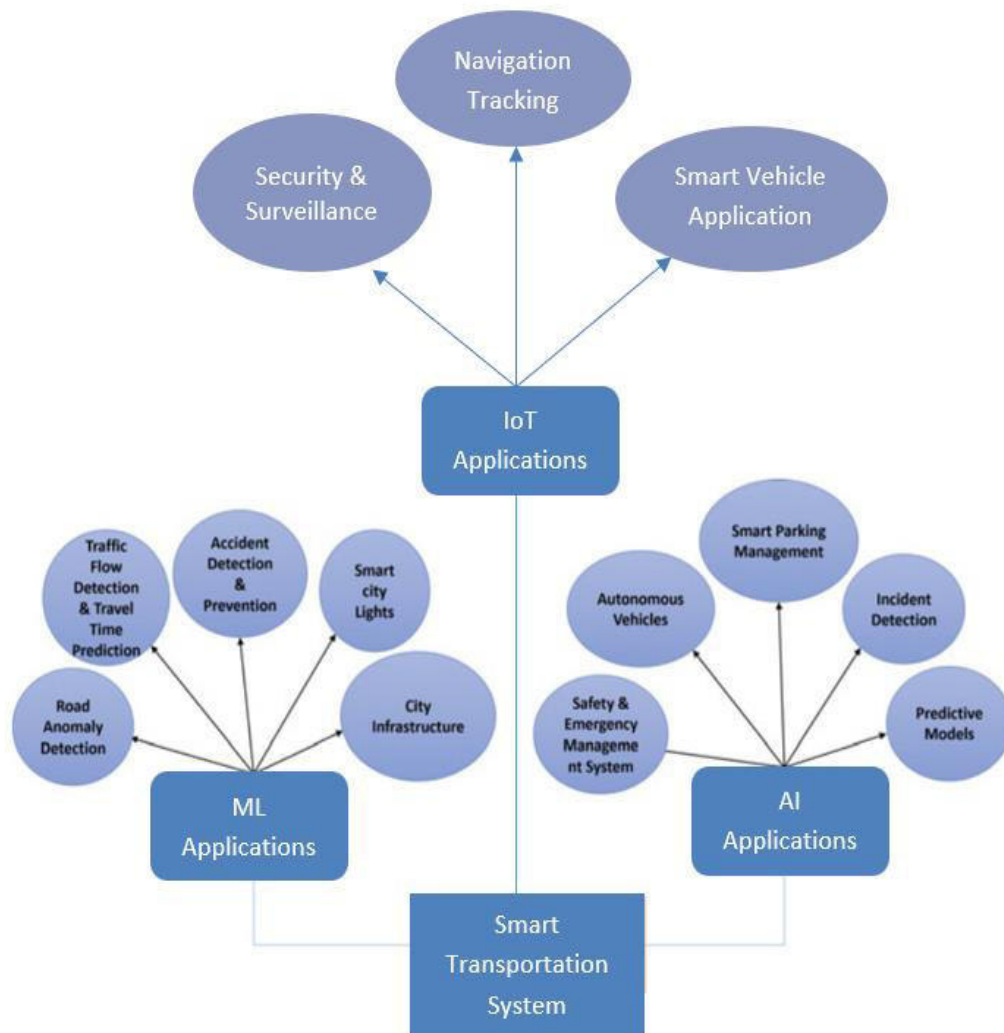 Navigation
Tracking
Security &
Surveillance
Smart Vehicle
Application
IoT
Applications
Traffic
Flow
Detection
& Travel
Time
Prediction
Accident
Detection
&
Prevention
Smart
city
Lights
Road
Anomaly
Detection
City
Infrastructure
ML
Applications
Smart Parking
Management
Autonomous
Vehicles
Incident
Detection
Safety &
Emergency
Manageme
nt System
Predictive
Models
AI
Applications
Smart
Transportation
System